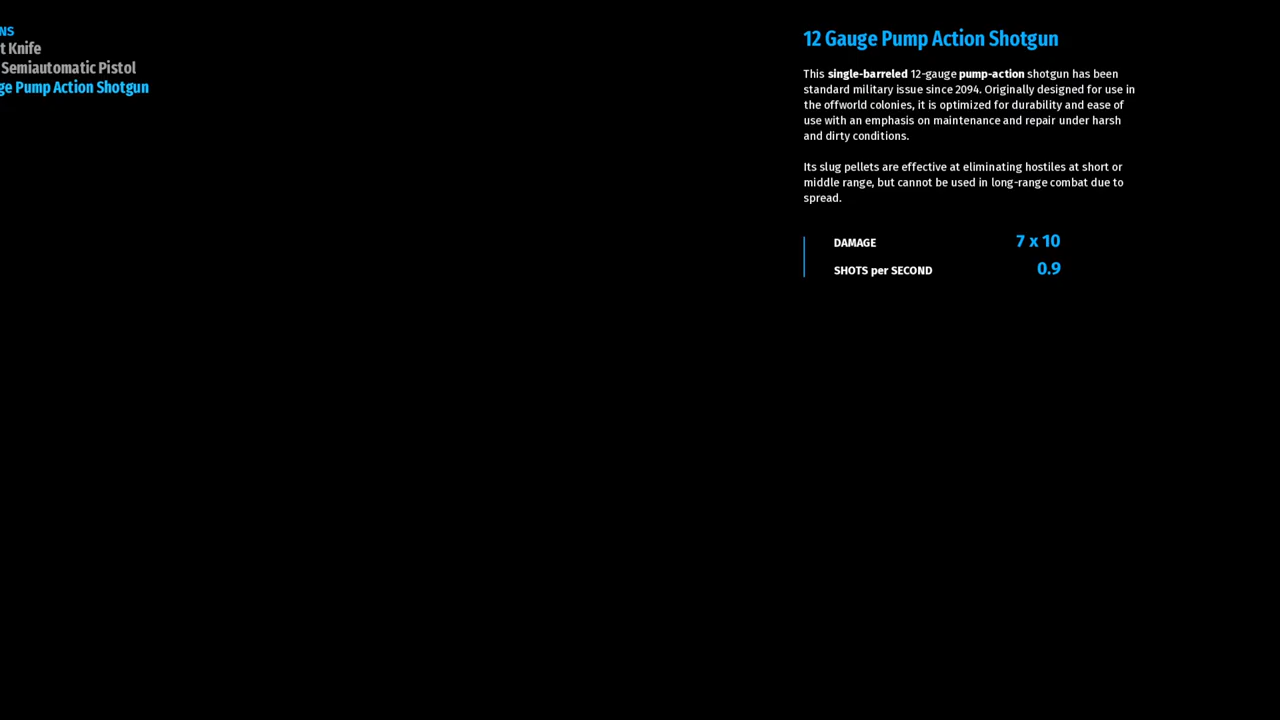 NS
t Knife
Semiautomatic Pistol
ge Pump Action Shotgun
12 Gauge Pump Action Shotgun
This single-barreled 12-gauge pump-action shotgun has been
standard military issue since 2094. Originally designed for use in
the offworld colonies, it is optimized for durability and ease of
use with an emphasis on maintenance and repair under harsh
and dirty conditions.
Its slug pellets are effective at eliminating hostiles at short or
middle range, but cannot be used in long-range combat due to
spread.
DAMAGE 7 x 10
SHOTS per SECOND 0.9